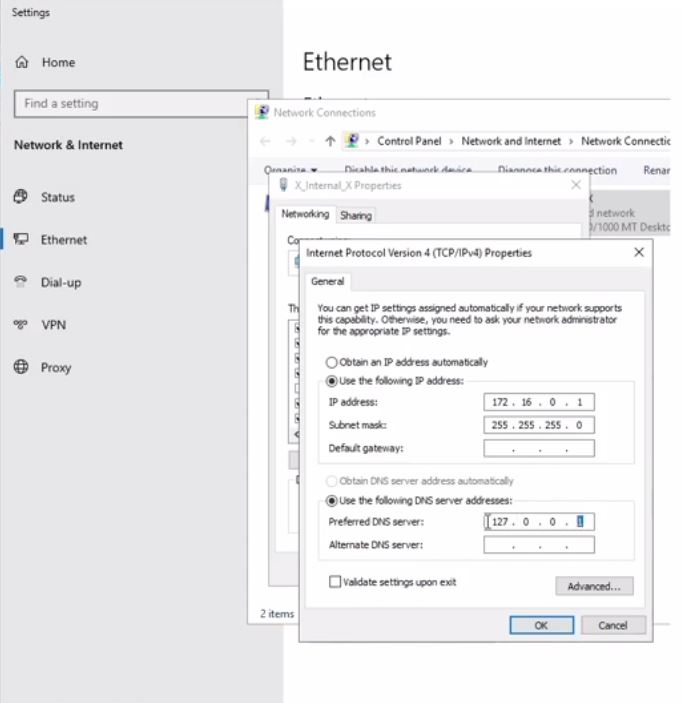 Settings
Home
Find a setting
Network & Internet
Status
Ethernet
Dial-up
VPN
Proxy
Ethernet
Network Connections
Control Panel > Network and Internet > Network Connectic
Organize Disable this network device Diagnose this connection Renar
X_Internal_X Properties
Networking Sharing
d network
0/1000 MT Deskto
Internet Protocol Version 4 (TCP/IPv4) Properties
General
You can get IP settings assigned automatically if your network supports
this capability. Otherwise, you need to ask your network administrator
for the appropriate IP settings.
Obtain an IP address automatically
Use the following IP address:
IP address: 172 . 16 . 0 . 1
Subnet mask: 255 . 255 . 255 . 0
Default gateway: . . .
Obtain DNS server address automatically
Use the following DNS server addresses:
Preferred DNS server: 127 . 0 . 0 . 1
Alternate DNS server: . . .
Validate settings upon exit
Advanced...
OK Cancel
2 items